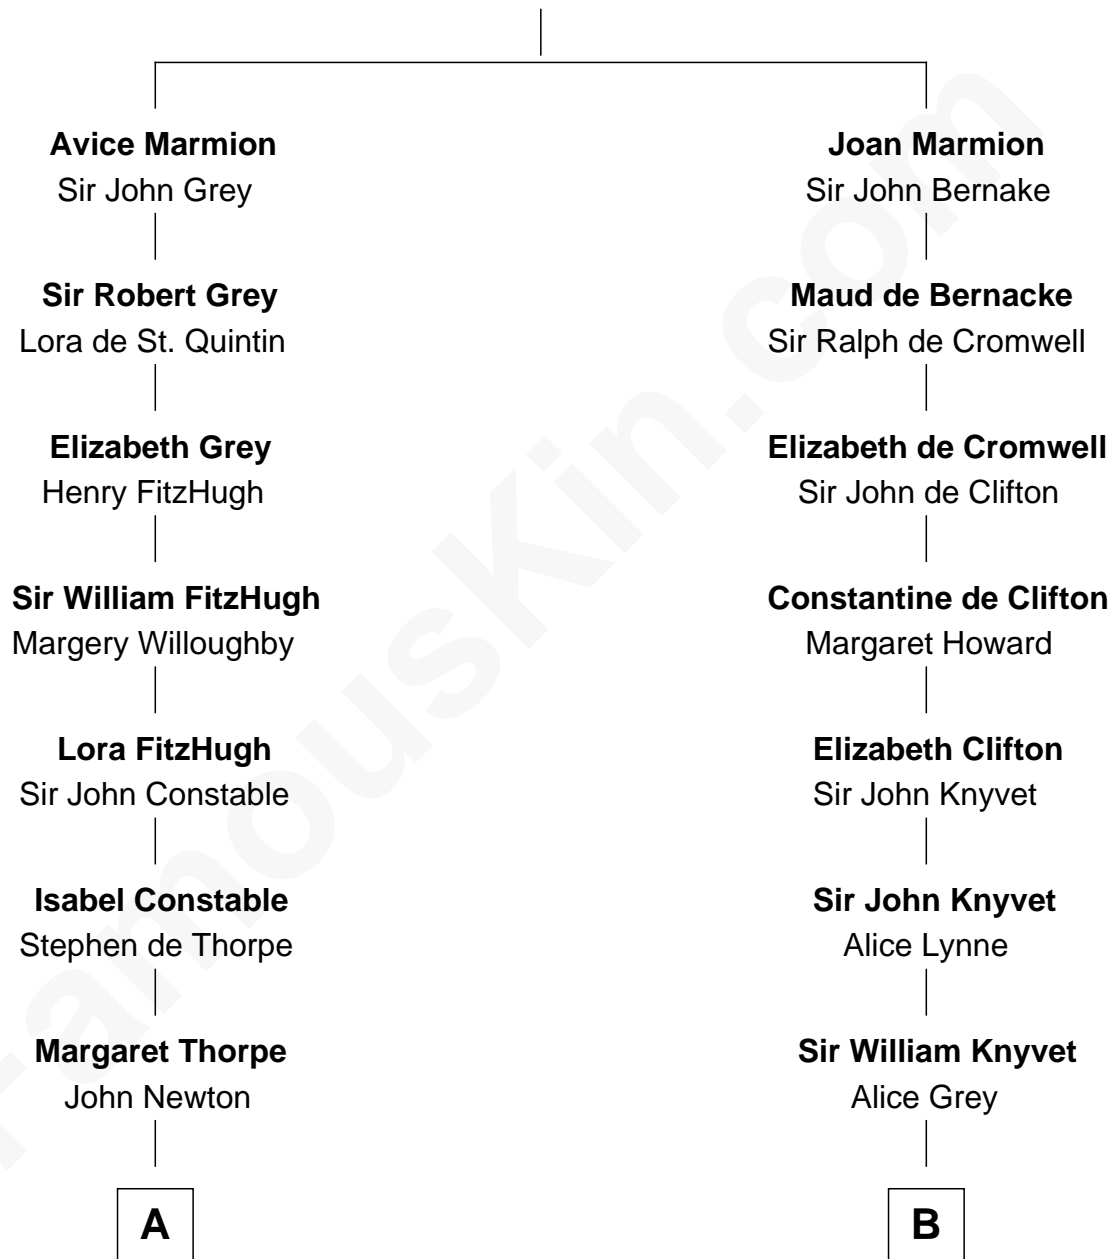 Avice Marmion
Sir John Grey
Sir Robert Grey
Lora de St. Quintin
Elizabeth Grey
Henry FitzHugh
Sir William FitzHugh
Margery Willoughby
Lora FitzHugh
Sir John Constable
Isabel Constable
Stephen de Thorpe
Margaret Thorpe
John Newton
A
Joan Marmion
Sir John Bernake
Maud de Bernacke
Sir Ralph de Cromwell
Elizabeth de Cromwell
Sir John de Clifton
Constantine de Clifton
Margaret Howard
Elizabeth Clifton
Sir John Knyvet
Sir John Knyvet
Alice Lynne
Sir William Knyvet
Alice Grey
B
FamousKin.com